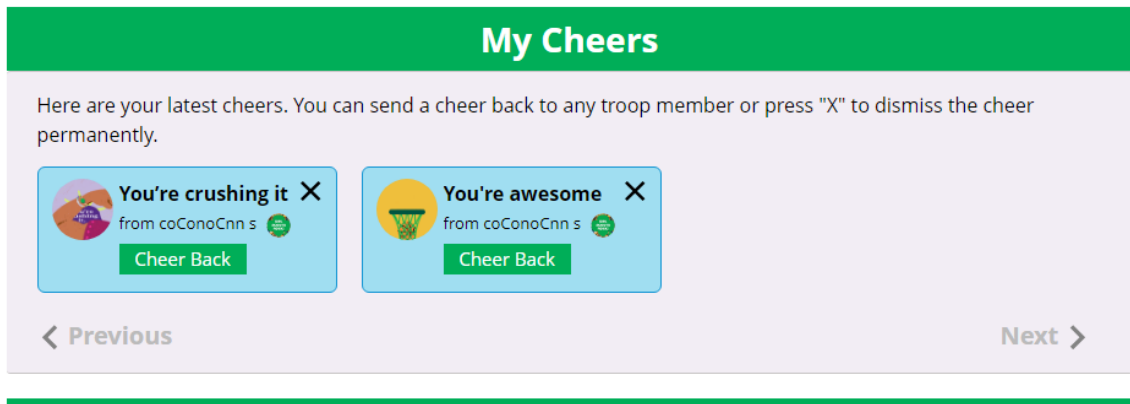 My Cheers
Here are your latest cheers. You can send a cheer back to any troop member or press "X" to dismiss the cheer
permanently.
You’re crushing it
from coConoCnn s
Cheer Back
You're awesome
from coConoCnn s
Cheer Back
Previous
Next